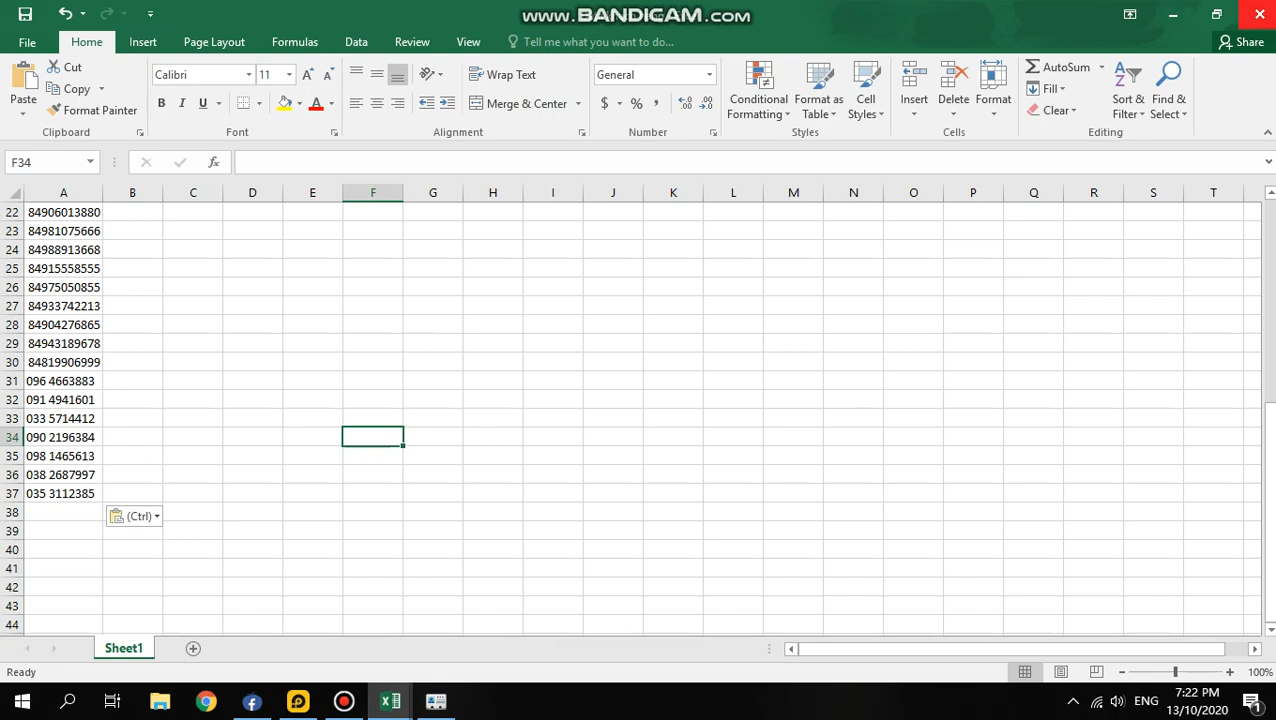 www.BANDICAM.com
File Home Insert Page Layout Formulas Data Review View Tell me what you want to do... Share
Paste
Cut
Copy
Format Painter
Clipboard
Calibri 11
B I U
Font
Wrap Text
Merge & Center
Alignment
General
$ % ,
Number
Conditional Formatting
Format as Table
Cell Styles
Styles
Insert
Delete
Format
Cells
AutoSum
Fill
Clear
Sort & Filter
Find & Select
Editing
F34 fx
A B C D E F G H I J K L M N O P Q R S T
22 84906013880
23 84981075666
24 84988913668
25 84915558555
26 84975050855
27 84933742213
28 84904276865
29 84943189678
30 84819906999
31 096 4663883
32 091 4941601
33 033 5714412
34 090 2196384
35 098 1465613
36 038 2687997
37 035 3112385
38 (Ctrl)
39
40
41
42
43
44
Sheet1
Ready 100%
ENG 7:22 PM
13/10/2020 1